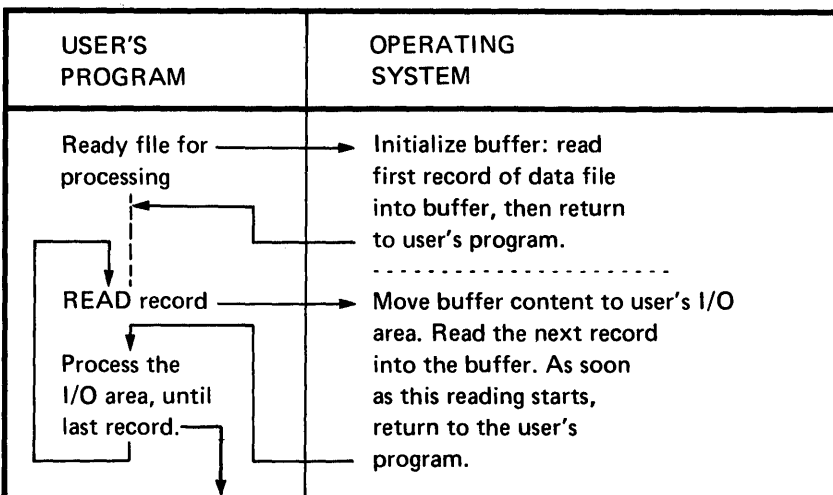 USER'S
PROGRAM
OPERATING
SYSTEM
Ready file for
processing
Initialize buffer: read
first record of data file
into buffer, then return
to user's program.
READ record
Process the
I/O area, until
last record.
Move buffer content to user's I/O
area. Read the next record
into the buffer. As soon
as this reading starts,
return to the user's
program.